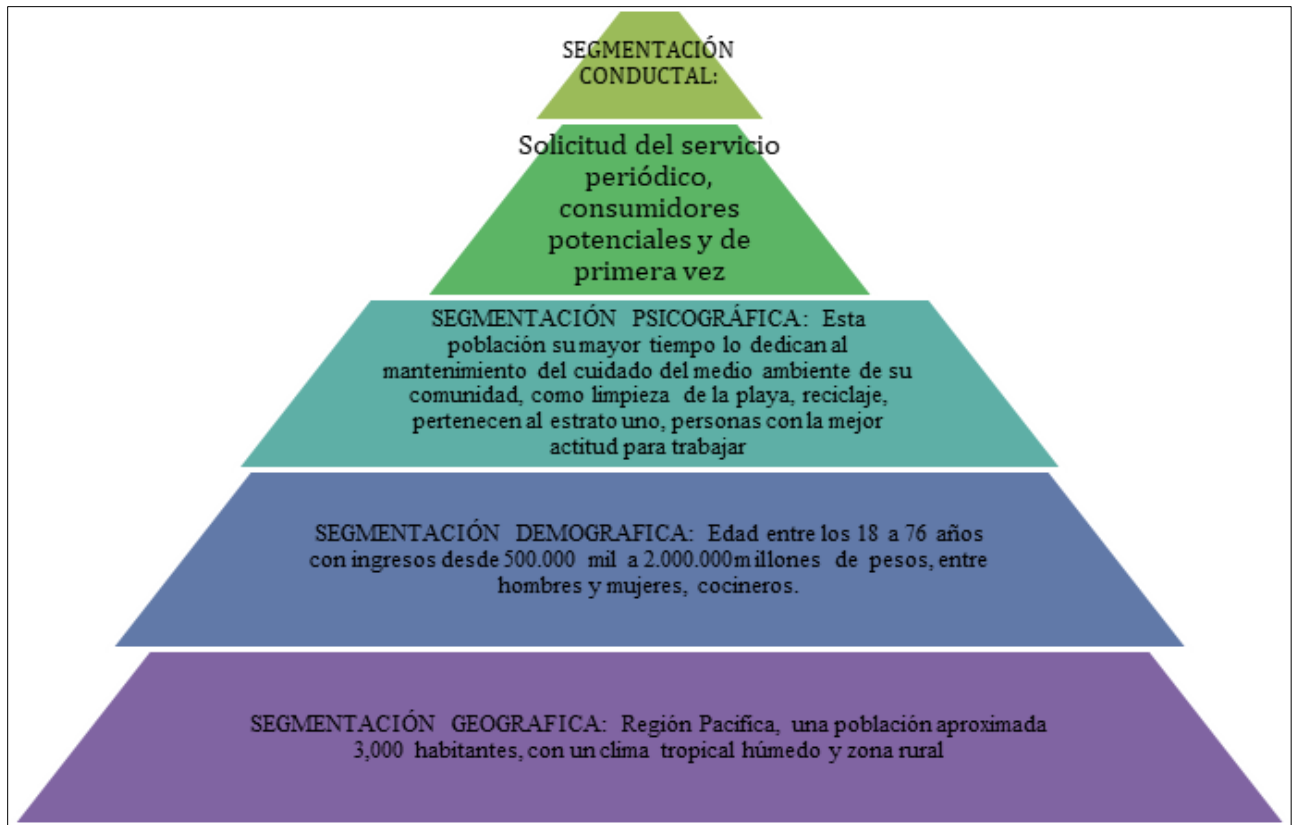 SEGMENTACIÓN
CONDUCTAL:
Solicitud del servicio
periódico,
consumidores
potenciales y de
primera vez
SEGMENTACIÓN PSICOGRÁFICA: Esta
población su mayor tiempo lo dedican al
mantenimiento del cuidado del medio ambiente de su
comunidad, como limpieza de la playa, reciclaje,
pertenecen al estrato uno, personas con la mejor
actitud para trabajar
SEGMENTACIÓN DEMOGRAFICA: Edad entre los 18 a 76 años
con ingresos desde 500.000 mil a 2.000.000millones de pesos, entre
hombres y mujeres, cocineros.
SEGMENTACIÓN GEOGRAFICA: Región Pacifica, una población aproximada
3,000 habitantes, con un clima tropical húmedo y zona rural